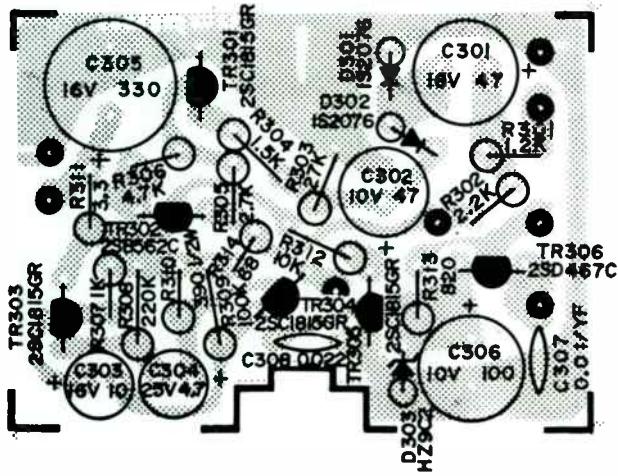 C305
16V 330
TR301
2SC1815GR
D301
1S2076
D302
1S2076
C301
16V 47
R301
1.2K
R304
1.5K
R303
27K
C302
10V 47
R302
2.2K
R306
4.7K
R311
3.3
R305
2.7K
TR302
2SB562C
R310
390 1/2W
R314
68
R309
100K
R312
10K
TR306
2SD 467C
R313
820
TR303
2SC1815GR
R307 1K
R308
220K
TR304
2SC1815GR
TR305
2SC1815GR
C308 0.022
C303
16V 10
C304
25V 4.7
C306
10V 100
C307
0.01/YF
D303
HZ9C2